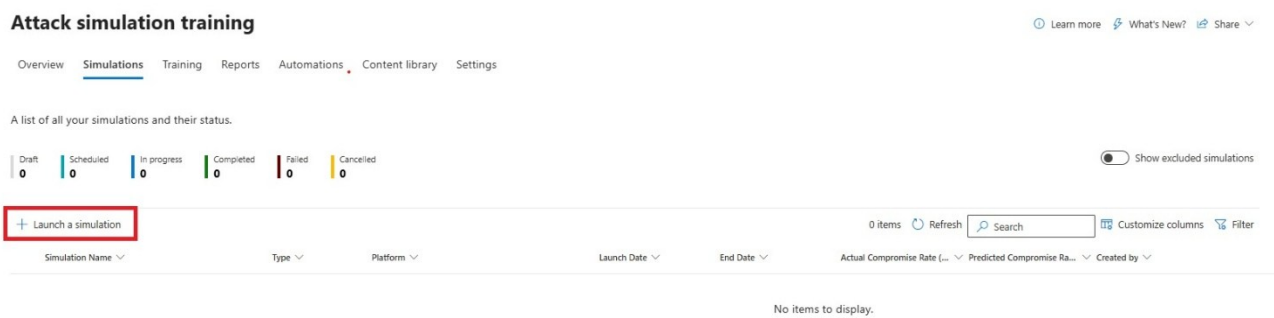 Attack simulation training
Learn more What's New? Share
Overview Simulations Training Reports Automations Content library Settings
A list of all your simulations and their status.
Draft Scheduled In progress Completed Failed Cancelled
0 0 0 0 0 0
Show excluded simulations
+ Launch a simulation 0 items Refresh Search Customize columns Filter
Simulation Name Type Platform Launch Date End Date Actual Compromise Rate (... Predicted Compromise Ra... Created by
No items to display.